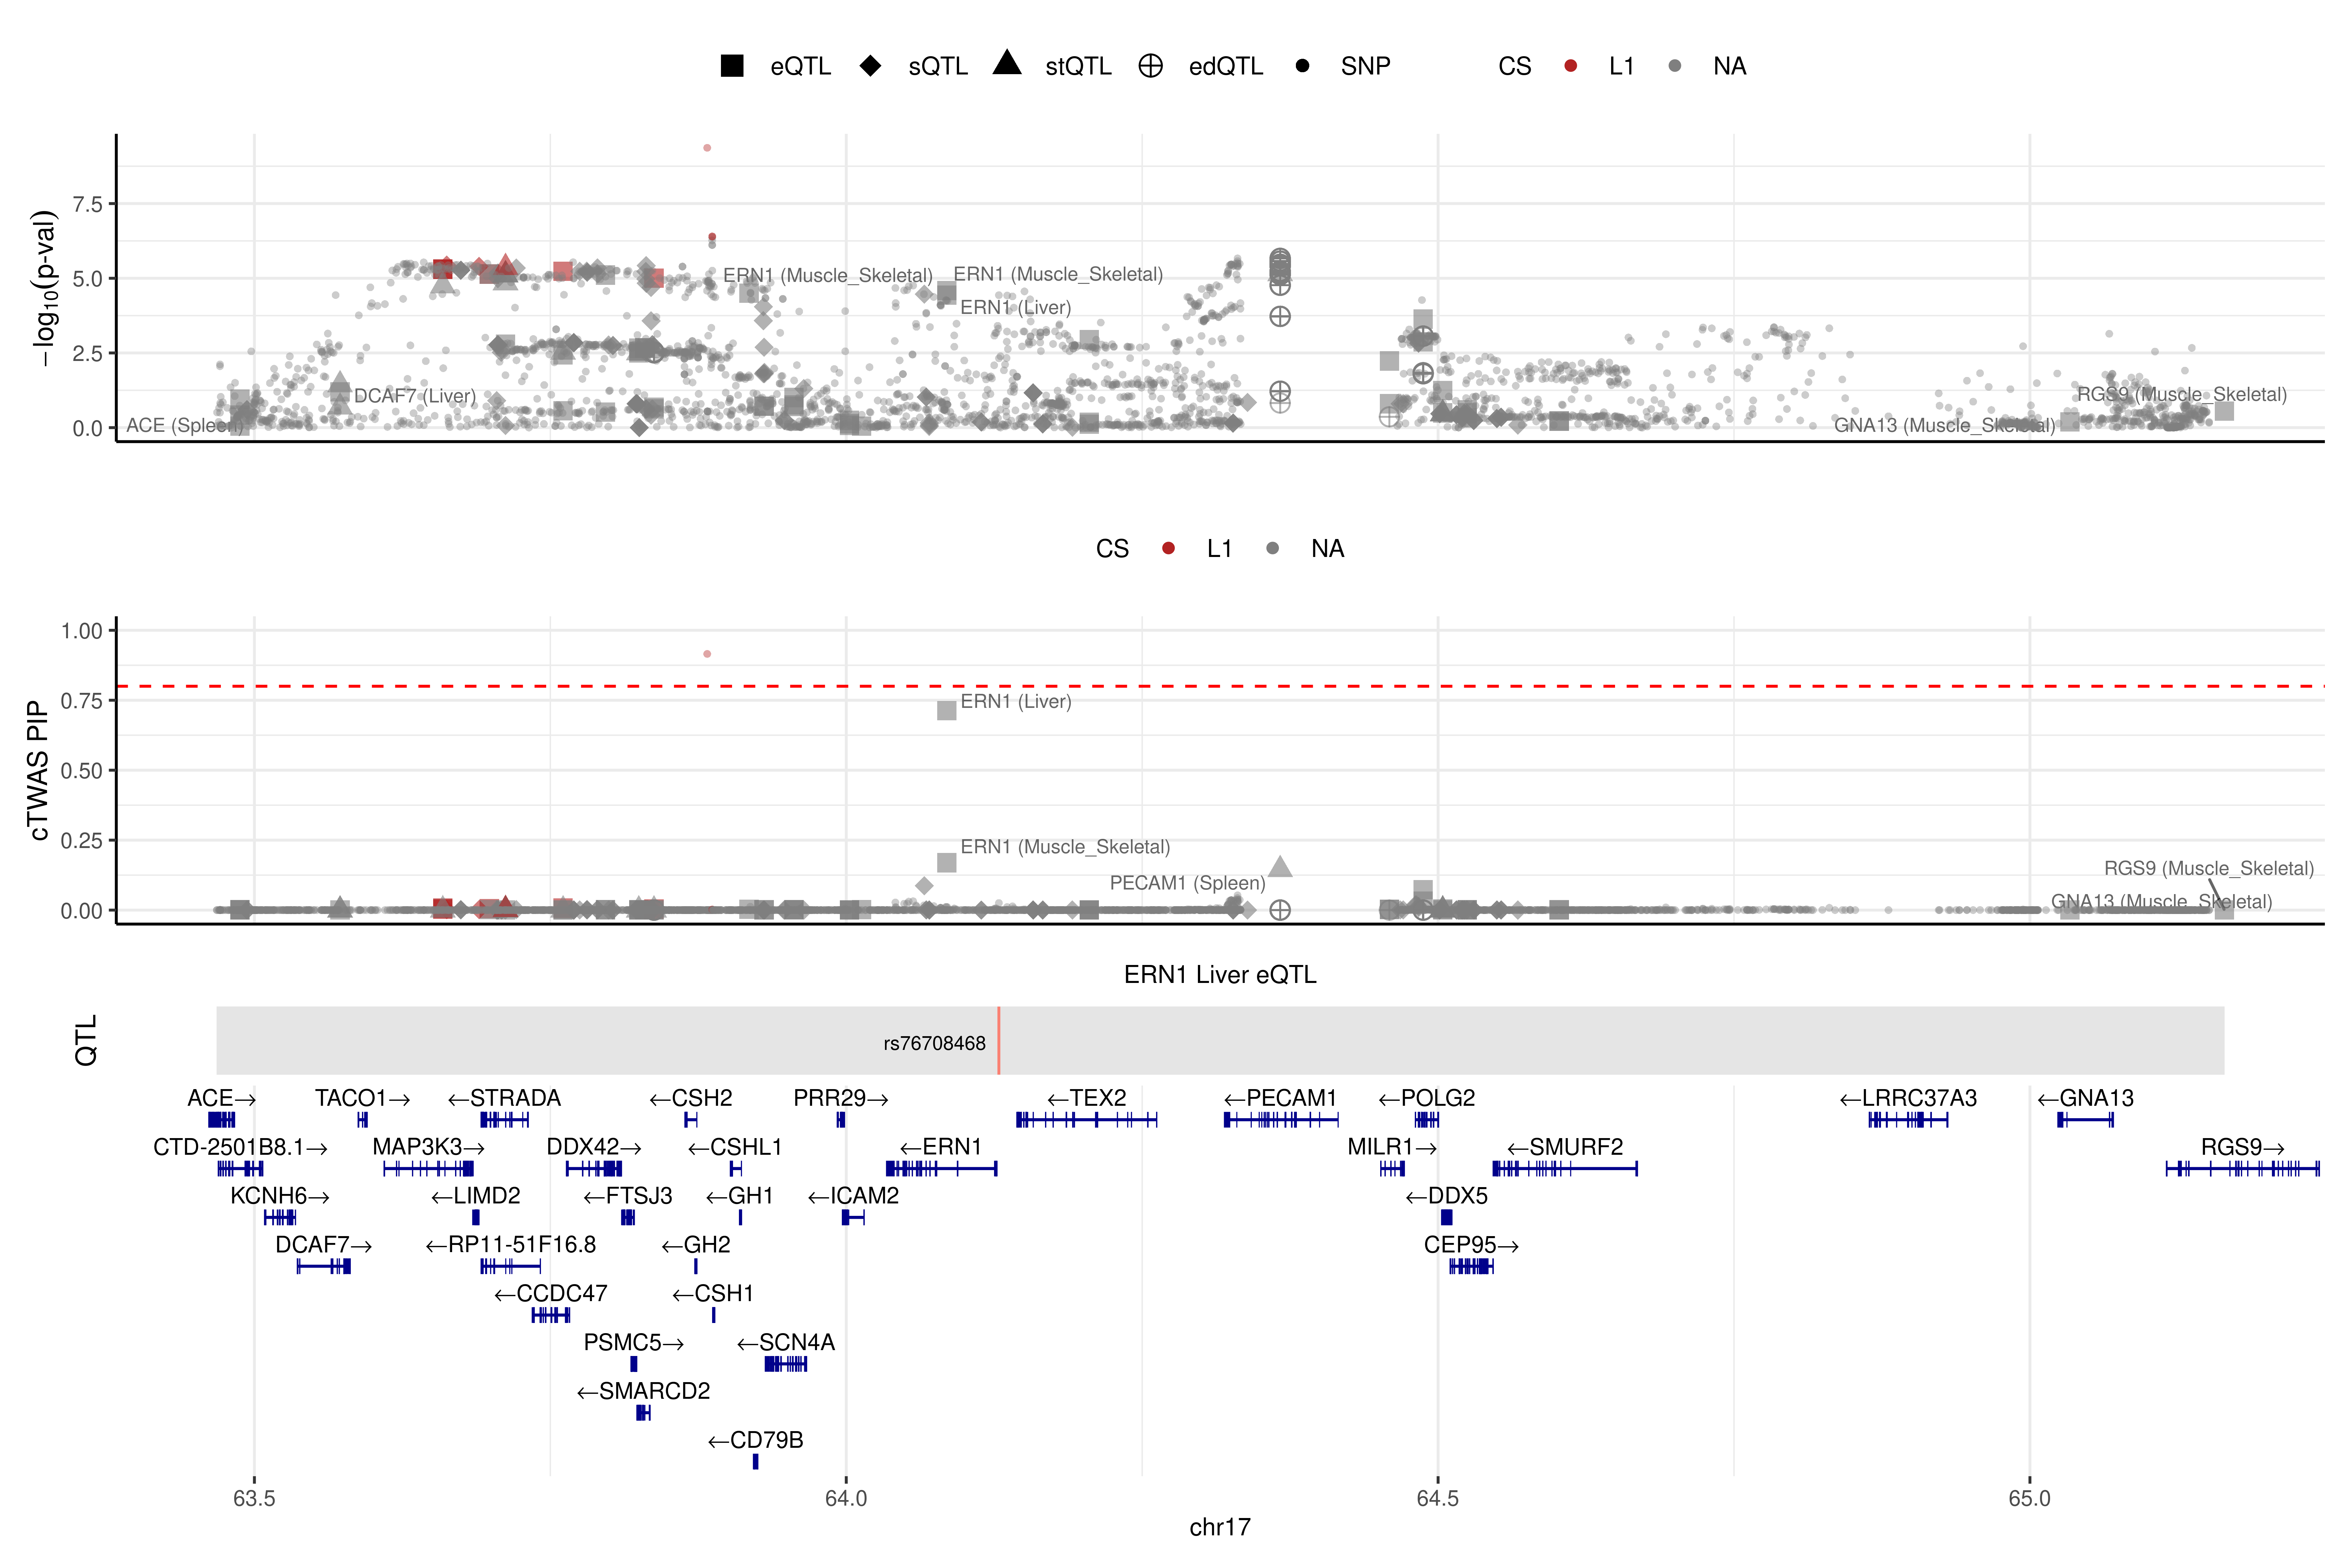 eQTL sQTL stQTL edQTL SNP CS L1 NA
−log10(p-val)
7.5
5.0
2.5
0.0
ERN1 (Muscle_Skeletal)
ERN1 (Muscle_Skeletal)
ERN1 (Liver)
DCAF7 (Liver)
RGS9 (Muscle_Skeletal)
ACE (Spleen)
GNA13 (Muscle_Skeletal)
CS L1 NA
cTWAS PIP
1.00
0.75
0.50
0.25
0.00
ERN1 (Liver)
ERN1 (Muscle_Skeletal)
RGS9 (Muscle_Skeletal)
PECAM1 (Spleen)
GNA13 (Muscle_Skeletal)
ERN1 Liver eQTL
QTL
rs76708468
ACE→ TACO1→ ←STRADA ←CSH2 PRR29→ ←TEX2 ←PECAM1 ←POLG2 ←LRRC37A3 ←GNA13
CTD-2501B8.1→ MAP3K3→ DDX42→ ←CSHL1 ←ERN1 MILR1→ ←SMURF2 RGS9→
KCNH6→ ←LIMD2 ←FTSJ3 ←GH1 ←ICAM2 ←DDX5
DCAF7→ ←RP11-51F16.8 ←GH2 CEP95→
←CCDC47 ←CSH1
PSMC5→ ←SCN4A
←SMARCD2
←CD79B
63.5 64.0 64.5 65.0
chr17